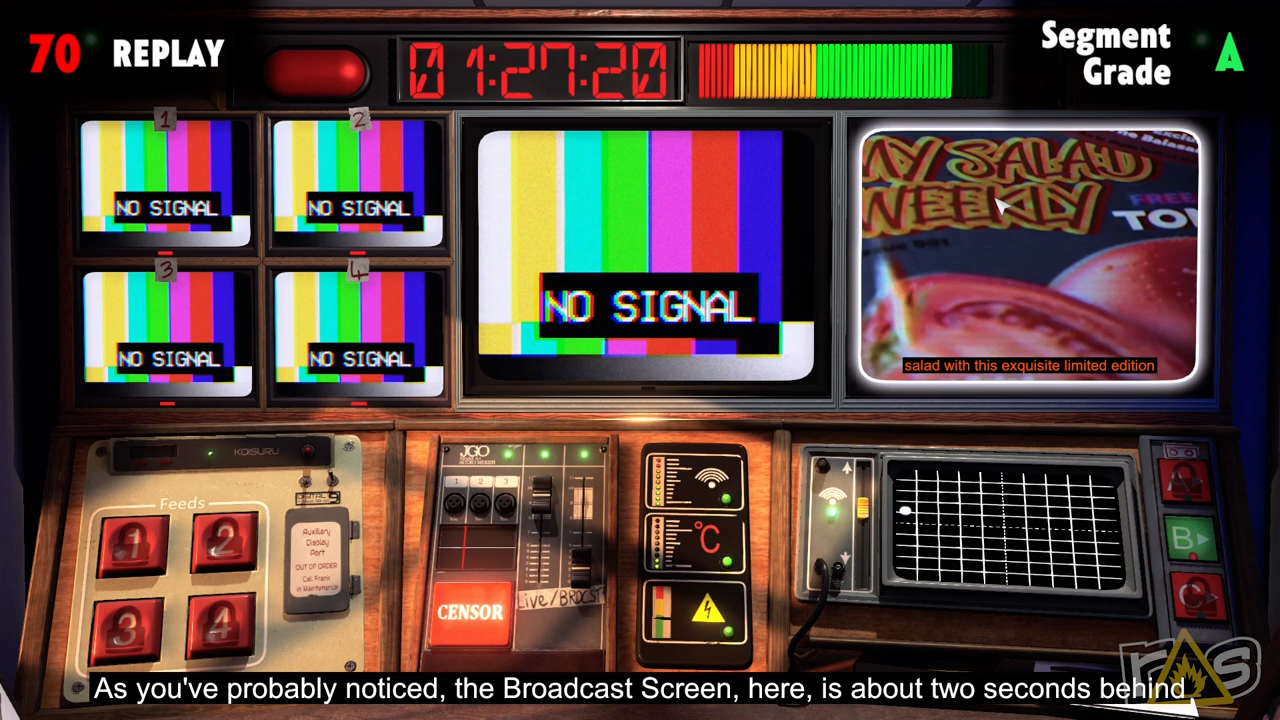 70 REPLAY
01:27:20
Segment
Grade
A
1
2
3
4
NO SIGNAL
NO SIGNAL
NO SIGNAL
NO SIGNAL
NO SIGNAL
MY SALAD
WEEKLY
FREE
TO
salad with this exquisite limited edition
KOISURU
Feeds
1
2
3
4
Auxiliary
Display
Port
OUT OF ORDER
Call Frank
in Maintenance
JGO
1 2 3
CENSOR
Live/BRDCST
°C
A
B
C
As you've probably noticed, the Broadcast Screen, here, is about two seconds behind
ras